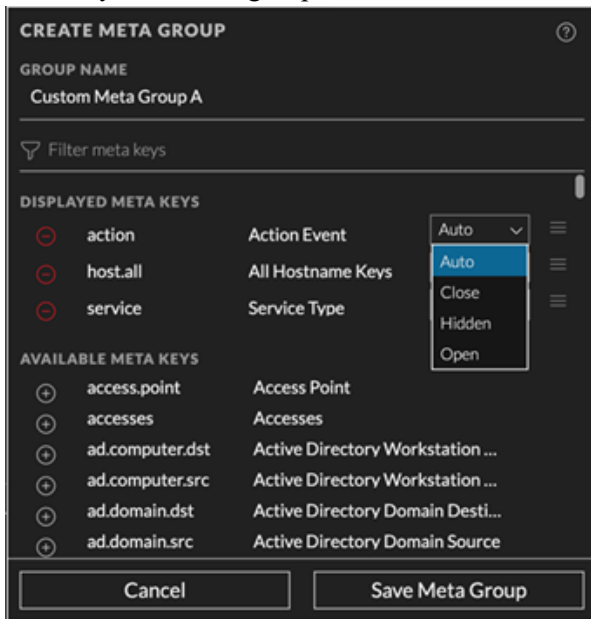 CREATE META GROUP
GROUP NAME
Custom Meta Group A
Filter meta keys
DISPLAYED META KEYS
action Action Event Auto
host.all All Hostname Keys Auto
service Service Type Close
Hidden
Open
AVAILABLE META KEYS
access.point Access Point
accesses Accesses
ad.computer.dst Active Directory Workstation ...
ad.computer.src Active Directory Workstation ...
ad.domain.dst Active Directory Domain Desti...
ad.domain.src Active Directory Domain Source
Cancel Save Meta Group